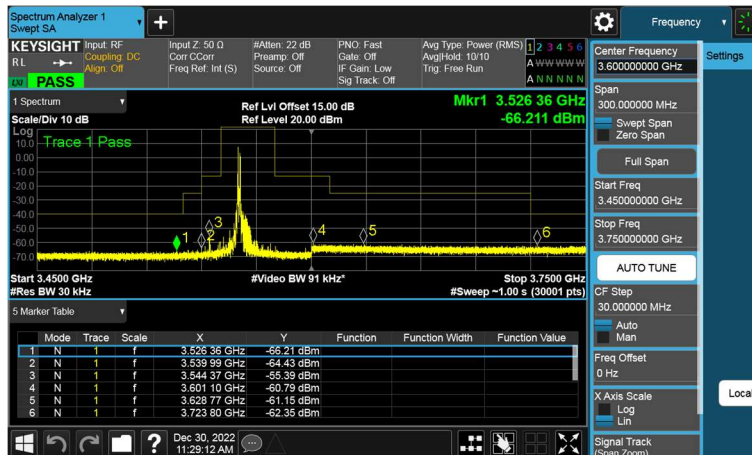 Spectrum Analyzer 1
Swept SA
Frequency
KEYSIGHT
RL
LXI
PASS
Input: RF
Coupling: DC
Align: Off
Input Z: 50 Ω
Corr CCorr
Freq Ref: Int (S)
#Atten: 22 dB
Preamp: Off
Source: Off
PNO: Fast
Gate: Off
IF Gain: Low
Sig Track: Off
Avg Type: Power (RMS)
Avg|Hold: 10/10
Trig: Free Run
1 2 3 4 5 6
A W W W W W
A N N N N N
1 Spectrum
Scale/Div 10 dB
Ref Lvl Offset 15.00 dB
Ref Level 20.00 dBm
Mkr1 3.526 36 GHz
-66.211 dBm
Log
Trace 1 Pass
10.0
0.00
-10.0
-20.0
-30.0
-40.0
-50.0
-60.0
-70.0
1
2
3
4
5
6
Start 3.4500 GHz
#Video BW 91 kHz*
Stop 3.7500 GHz
#Res BW 30 kHz
#Sweep ~1.00 s (30001 pts)
5 Marker Table
Mode Trace Scale X Y Function Function Width Function Value
1 N 1 f 3.526 36 GHz -66.21 dBm
2 N 1 f 3.539 99 GHz -64.43 dBm
3 N 1 f 3.544 37 GHz -55.39 dBm
4 N 1 f 3.601 10 GHz -60.79 dBm
5 N 1 f 3.628 77 GHz -61.15 dBm
6 N 1 f 3.723 80 GHz -62.35 dBm
?
Dec 30, 2022
11:29:12 AM
Center Frequency
3.600000000 GHz
Span
300.000000 MHz
Swept Span
Zero Span
Full Span
Start Freq
3.450000000 GHz
Stop Freq
3.750000000 GHz
AUTO TUNE
CF Step
30.000000 MHz
Auto
Man
Freq Offset
0 Hz
X Axis Scale
Log
Lin
Signal Track
(Span Zoom)
Settings
Local